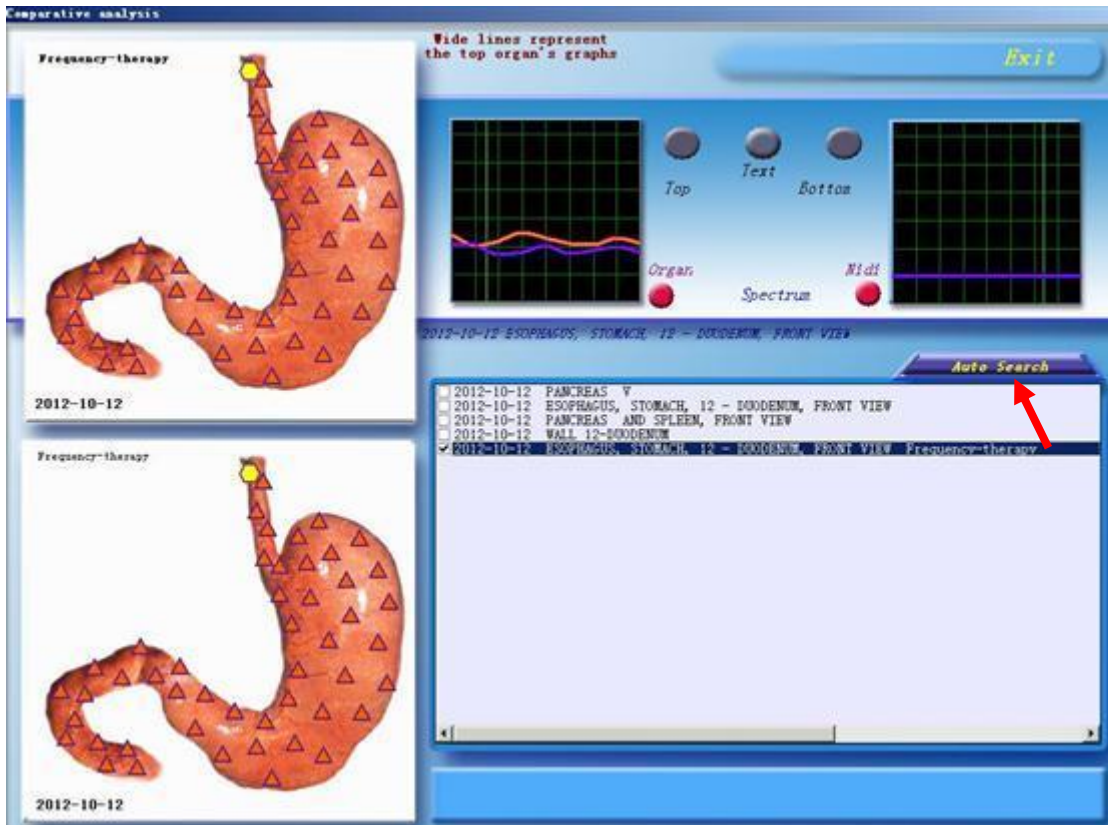 Comparative analysis
Frequency-therapy
2012-10-12
Wide lines represent
the top organ's graphs
Exit
Top
Text
Bottom
Organ
Nidi
Spectrum
2012-10-12 ESOPHAGUS, STOMACH, 12 - DUODENUM, FRONT VIEW
Auto Search
2012-10-12 PANCREAS V
2012-10-12 ESOPHAGUS, STOMACH, 12 - DUODENUM, FRONT VIEW
2012-10-12 PANCREAS AND SPLEEN, FRONT VIEW
2012-10-12 WALL 12-DUODENUM
2012-10-12 ESOPHAGUS, STOMACH, 12 - DUODENUM, FRONT VIEW Frequency-therapy
Frequency-therapy
2012-10-12